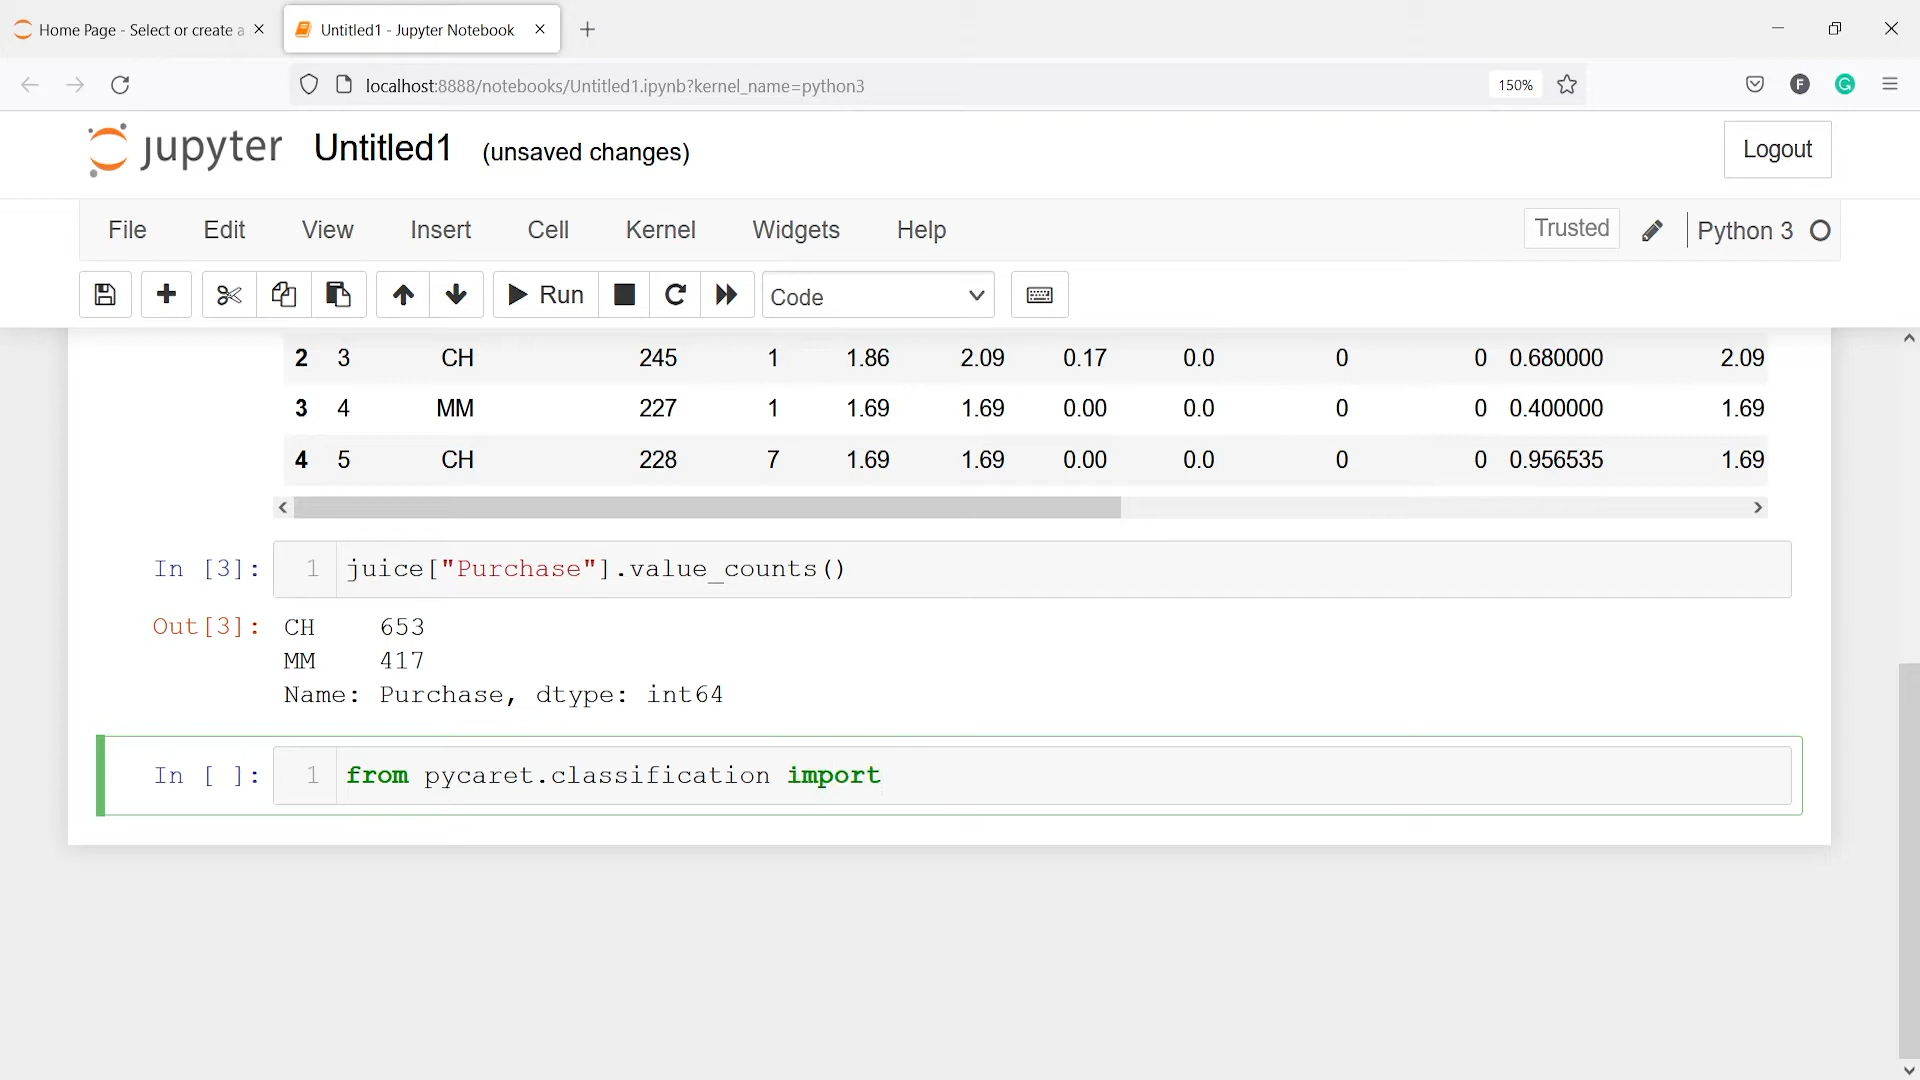 Home Page - Select or create a
Untitled1 - Jupyter Notebook
localhost:8888/notebooks/Untitled1.ipynb?kernel_name=python3
150%
F
G
jupyter Untitled1 (unsaved changes)
Logout
File Edit View Insert Cell Kernel Widgets Help
Trusted
Python 3
Run
Code
2 3 CH 245 1 1.86 2.09 0.17 0.0 0 0 0.680000 2.09
3 4 MM 227 1 1.69 1.69 0.00 0.0 0 0 0.400000 1.69
4 5 CH 228 7 1.69 1.69 0.00 0.0 0 0 0.956535 1.69
In [3]: 1 juice["Purchase"].value_counts()
Out[3]: CH 653
MM 417
Name: Purchase, dtype: int64
In [ ]: 1 from pycaret.classification import